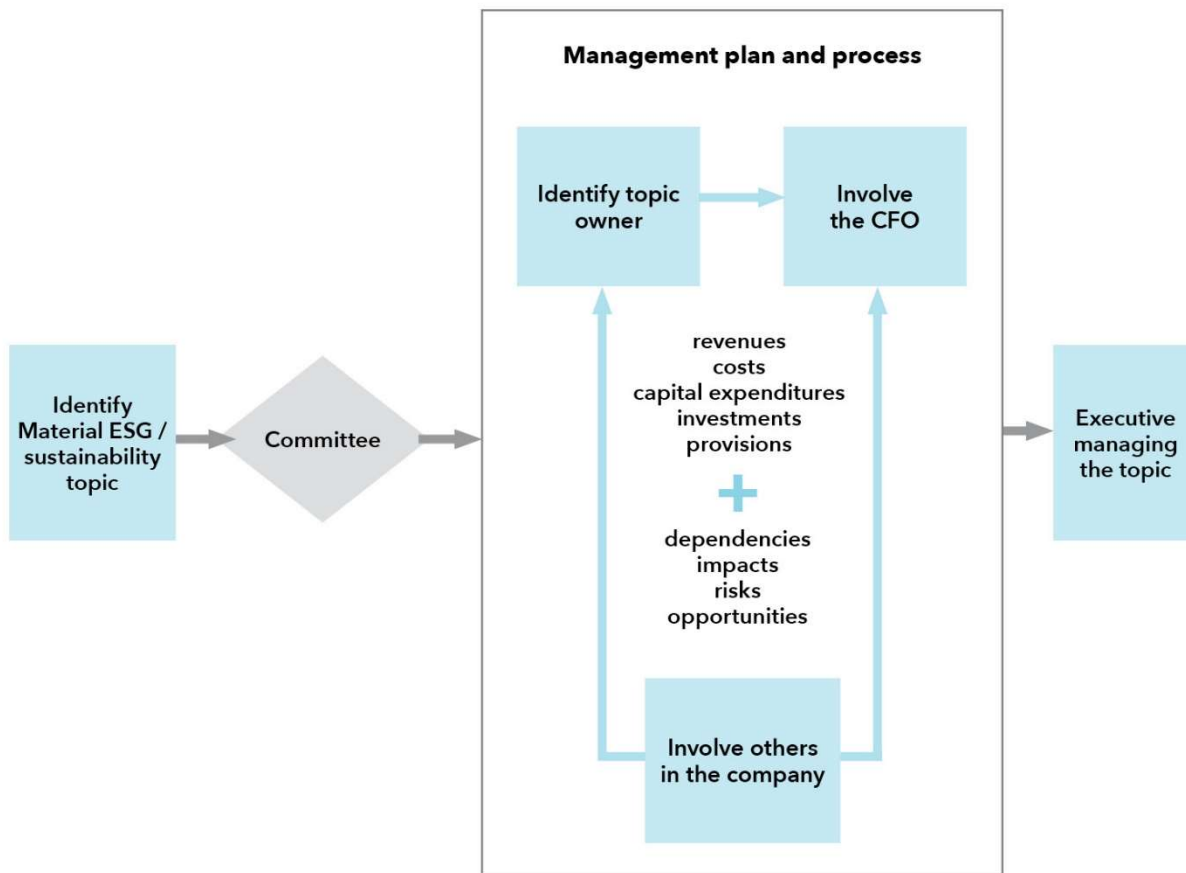 Management plan and process
Identify topic
owner
Involve
the CFO
revenues
costs
capital expenditures
investments
provisions
+
dependencies
impacts
risks
opportunities
Identify
Material ESG /
sustainability
topic
Committee
Executive
managing
the topic
Involve others
in the company